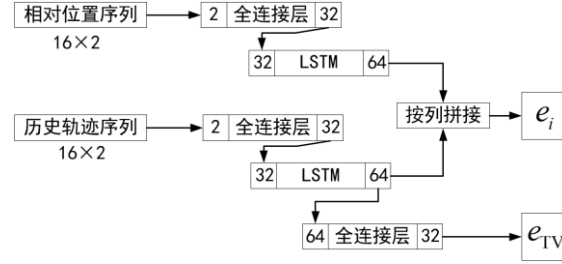 相对位置序列 2 全连接层 32
16×2
32 LSTM 64
按列拼接 e_i
历史轨迹序列 2 全连接层 32
16×2
32 LSTM 64
64 全连接层 32 e_TV